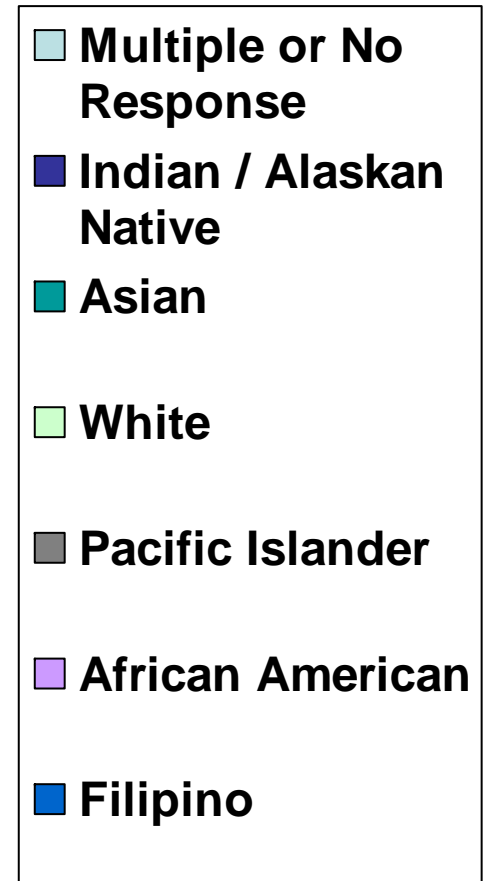 Multiple or No
Response
Indian / Alaskan
Native
Asian
White
Pacific Islander
African American
Filipino